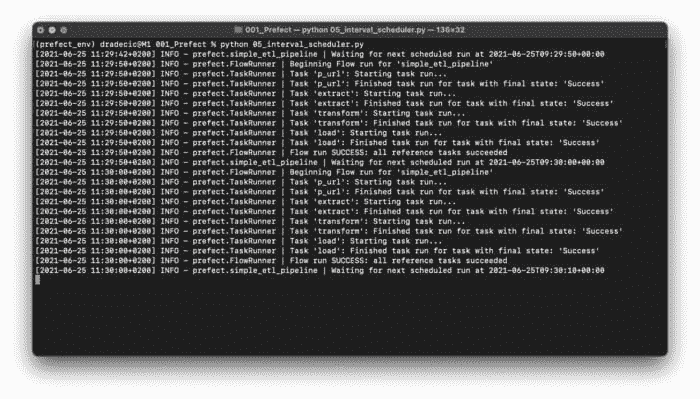 001_Prefect — python 05_interval_scheduler.py — 136×32
(prefect_env) dradecic@M1 001_Prefect % python 05_interval_scheduler.py
[2021-06-25 11:29:42+0200] INFO - prefect.simple_etl_pipeline | Waiting for next scheduled run at 2021-06-25T09:29:50+00:00
[2021-06-25 11:29:50+0200] INFO - prefect.FlowRunner | Beginning Flow run for 'simple_etl_pipeline'
[2021-06-25 11:29:50+0200] INFO - prefect.TaskRunner | Task 'p_url': Starting task run...
[2021-06-25 11:29:50+0200] INFO - prefect.TaskRunner | Task 'p_url': Finished task run for task with final state: 'Success'
[2021-06-25 11:29:50+0200] INFO - prefect.TaskRunner | Task 'extract': Starting task run...
[2021-06-25 11:29:50+0200] INFO - prefect.TaskRunner | Task 'extract': Finished task run for task with final state: 'Success'
[2021-06-25 11:29:50+0200] INFO - prefect.TaskRunner | Task 'transform': Starting task run...
[2021-06-25 11:29:50+0200] INFO - prefect.TaskRunner | Task 'transform': Finished task run for task with final state: 'Success'
[2021-06-25 11:29:50+0200] INFO - prefect.TaskRunner | Task 'load': Starting task run...
[2021-06-25 11:29:50+0200] INFO - prefect.TaskRunner | Task 'load': Finished task run for task with final state: 'Success'
[2021-06-25 11:29:50+0200] INFO - prefect.FlowRunner | Flow run SUCCESS: all reference tasks succeeded
[2021-06-25 11:29:50+0200] INFO - prefect.simple_etl_pipeline | Waiting for next scheduled run at 2021-06-25T09:30:00+00:00
[2021-06-25 11:30:00+0200] INFO - prefect.FlowRunner | Beginning Flow run for 'simple_etl_pipeline'
[2021-06-25 11:30:00+0200] INFO - prefect.TaskRunner | Task 'p_url': Starting task run...
[2021-06-25 11:30:00+0200] INFO - prefect.TaskRunner | Task 'p_url': Finished task run for task with final state: 'Success'
[2021-06-25 11:30:00+0200] INFO - prefect.TaskRunner | Task 'extract': Starting task run...
[2021-06-25 11:30:00+0200] INFO - prefect.TaskRunner | Task 'extract': Finished task run for task with final state: 'Success'
[2021-06-25 11:30:00+0200] INFO - prefect.TaskRunner | Task 'transform': Starting task run...
[2021-06-25 11:30:00+0200] INFO - prefect.TaskRunner | Task 'transform': Finished task run for task with final state: 'Success'
[2021-06-25 11:30:00+0200] INFO - prefect.TaskRunner | Task 'load': Starting task run...
[2021-06-25 11:30:00+0200] INFO - prefect.TaskRunner | Task 'load': Finished task run for task with final state: 'Success'
[2021-06-25 11:30:00+0200] INFO - prefect.FlowRunner | Flow run SUCCESS: all reference tasks succeeded
[2021-06-25 11:30:00+0200] INFO - prefect.simple_etl_pipeline | Waiting for next scheduled run at 2021-06-25T09:30:10+00:00